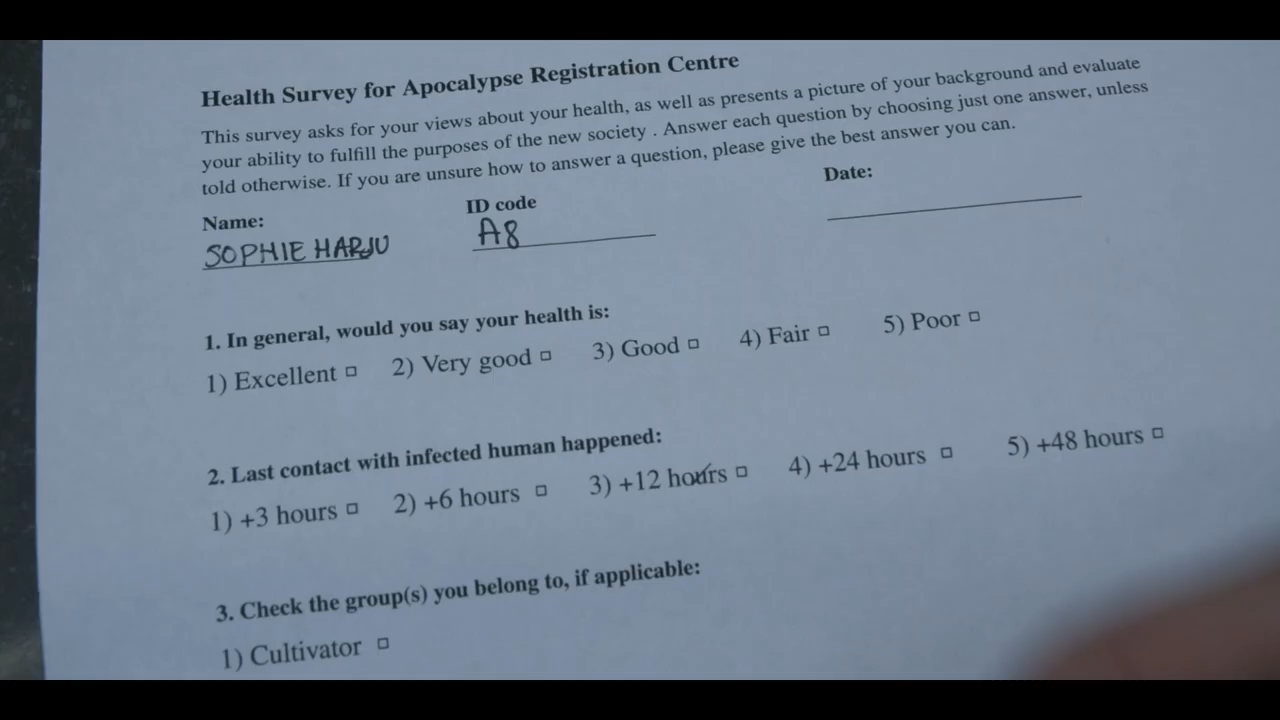 Health Survey for Apocalypse Registration Centre
This survey asks for your views about your health, as well as presents a picture of your background and evaluate
your ability to fulfill the purposes of the new society . Answer each question by choosing just one answer, unless
told otherwise. If you are unsure how to answer a question, please give the best answer you can.
Name: ID code Date:
SOPHIE HARJU A8
1. In general, would you say your health is:
1) Excellent □ 2) Very good □ 3) Good □ 4) Fair □ 5) Poor □
2. Last contact with infected human happened:
1) +3 hours □ 2) +6 hours □ 3) +12 hours □ 4) +24 hours □ 5) +48 hours □
3. Check the group(s) you belong to, if applicable:
1) Cultivator □